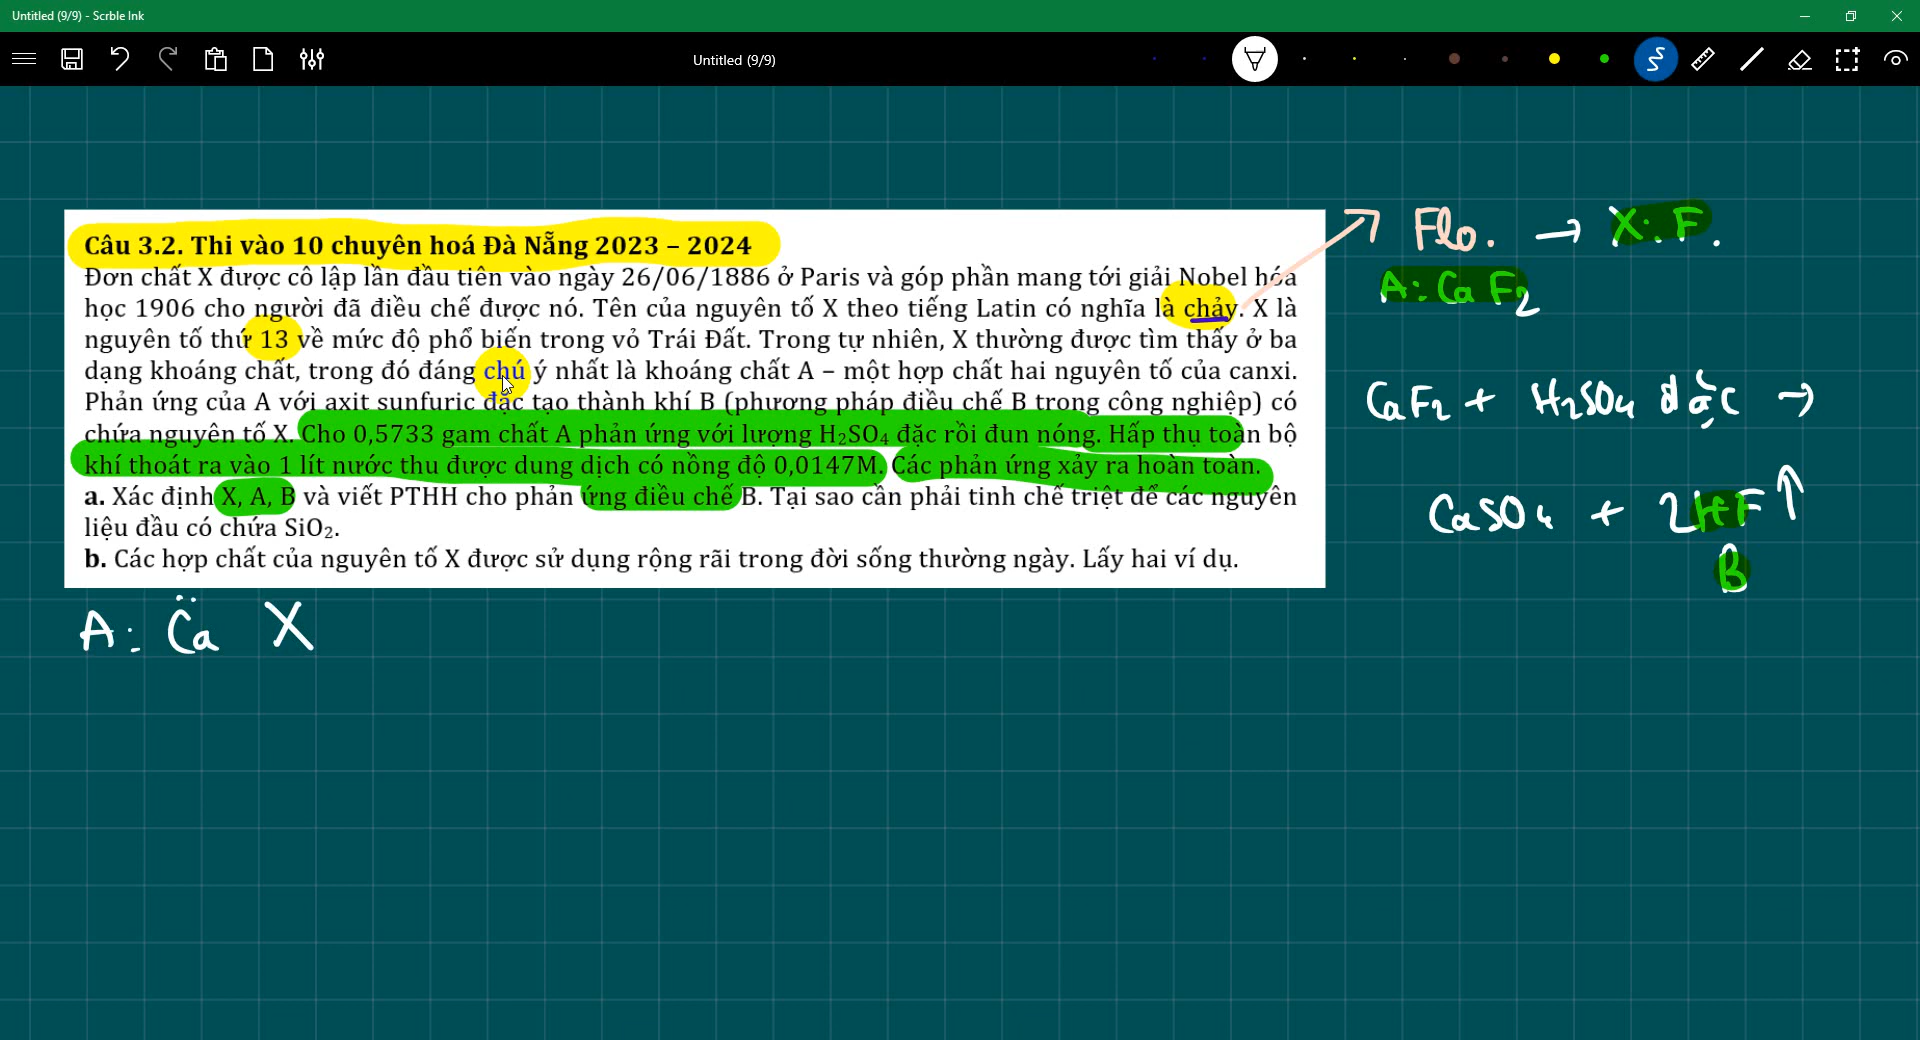 Untitled (9/9) - Scrble Ink
Untitled (9/9)
Câu 3.2. Thi vào 10 chuyên hoá Đà Nẵng 2023 – 2024
Đơn chất X được cô lập lần đầu tiên vào ngày 26/06/1886 ở Paris và góp phần mang tới giải Nobel hóa
học 1906 cho người đã điều chế được nó. Tên của nguyên tố X theo tiếng Latin có nghĩa là chảy. X là
nguyên tố thứ 13 về mức độ phổ biến trong vỏ Trái Đất. Trong tự nhiên, X thường được tìm thấy ở ba
dạng khoáng chất, trong đó đáng chú ý nhất là khoáng chất A – một hợp chất hai nguyên tố của canxi.
Phản ứng của A với axit sunfuric đặc tạo thành khí B (phương pháp điều chế B trong công nghiệp) có
chứa nguyên tố X. Cho 0,5733 gam chất A phản ứng với lượng H₂SO₄ đặc rồi đun nóng. Hấp thụ toàn bộ
khí thoát ra vào 1 lít nước thu được dung dịch có nồng độ 0,0147M. Các phản ứng xảy ra hoàn toàn.
a. Xác định X, A, B và viết PTHH cho phản ứng điều chế B. Tại sao cần phải tinh chế triệt để các nguyên
liệu đầu có chứa SiO₂.
b. Các hợp chất của nguyên tố X được sử dụng rộng rãi trong đời sống thường ngày. Lấy hai ví dụ.
A: Ca X
Flo. → X: F.
A: CaF₂
CaF₂ + H₂SO₄ đặc →
CaSO₄ + 2HF↑
B